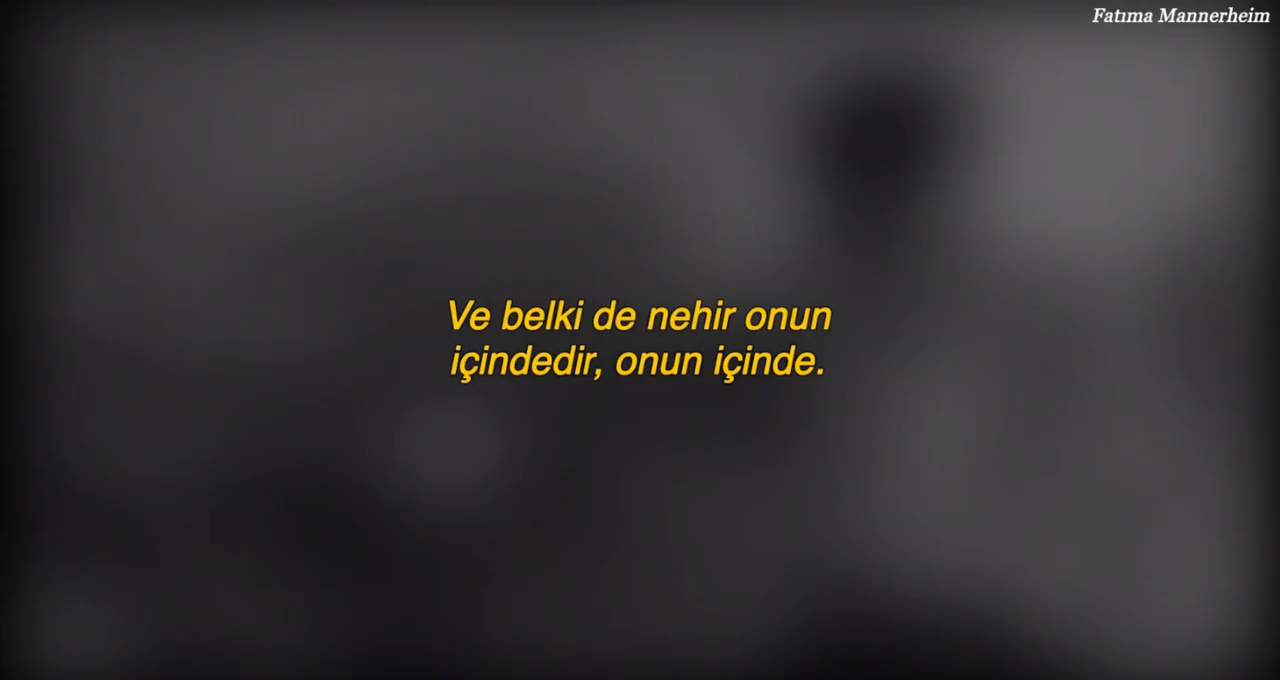 Fatıma Mannerheim
Ve belki de nehir onun
içindedir, onun içinde.